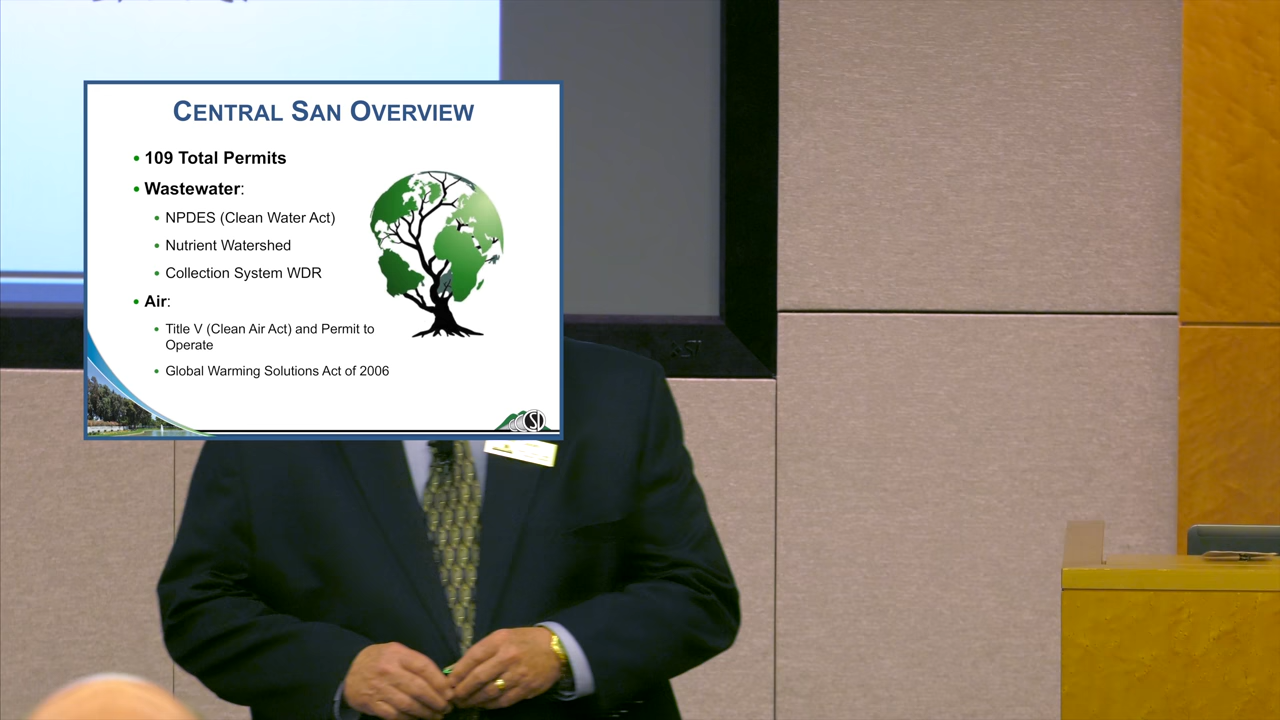 CENTRAL SAN OVERVIEW
• 109 Total Permits
• Wastewater:
• NPDES (Clean Water Act)
• Nutrient Watershed
• Collection System WDR
• Air:
• Title V (Clean Air Act) and Permit to
Operate
• Global Warming Solutions Act of 2006